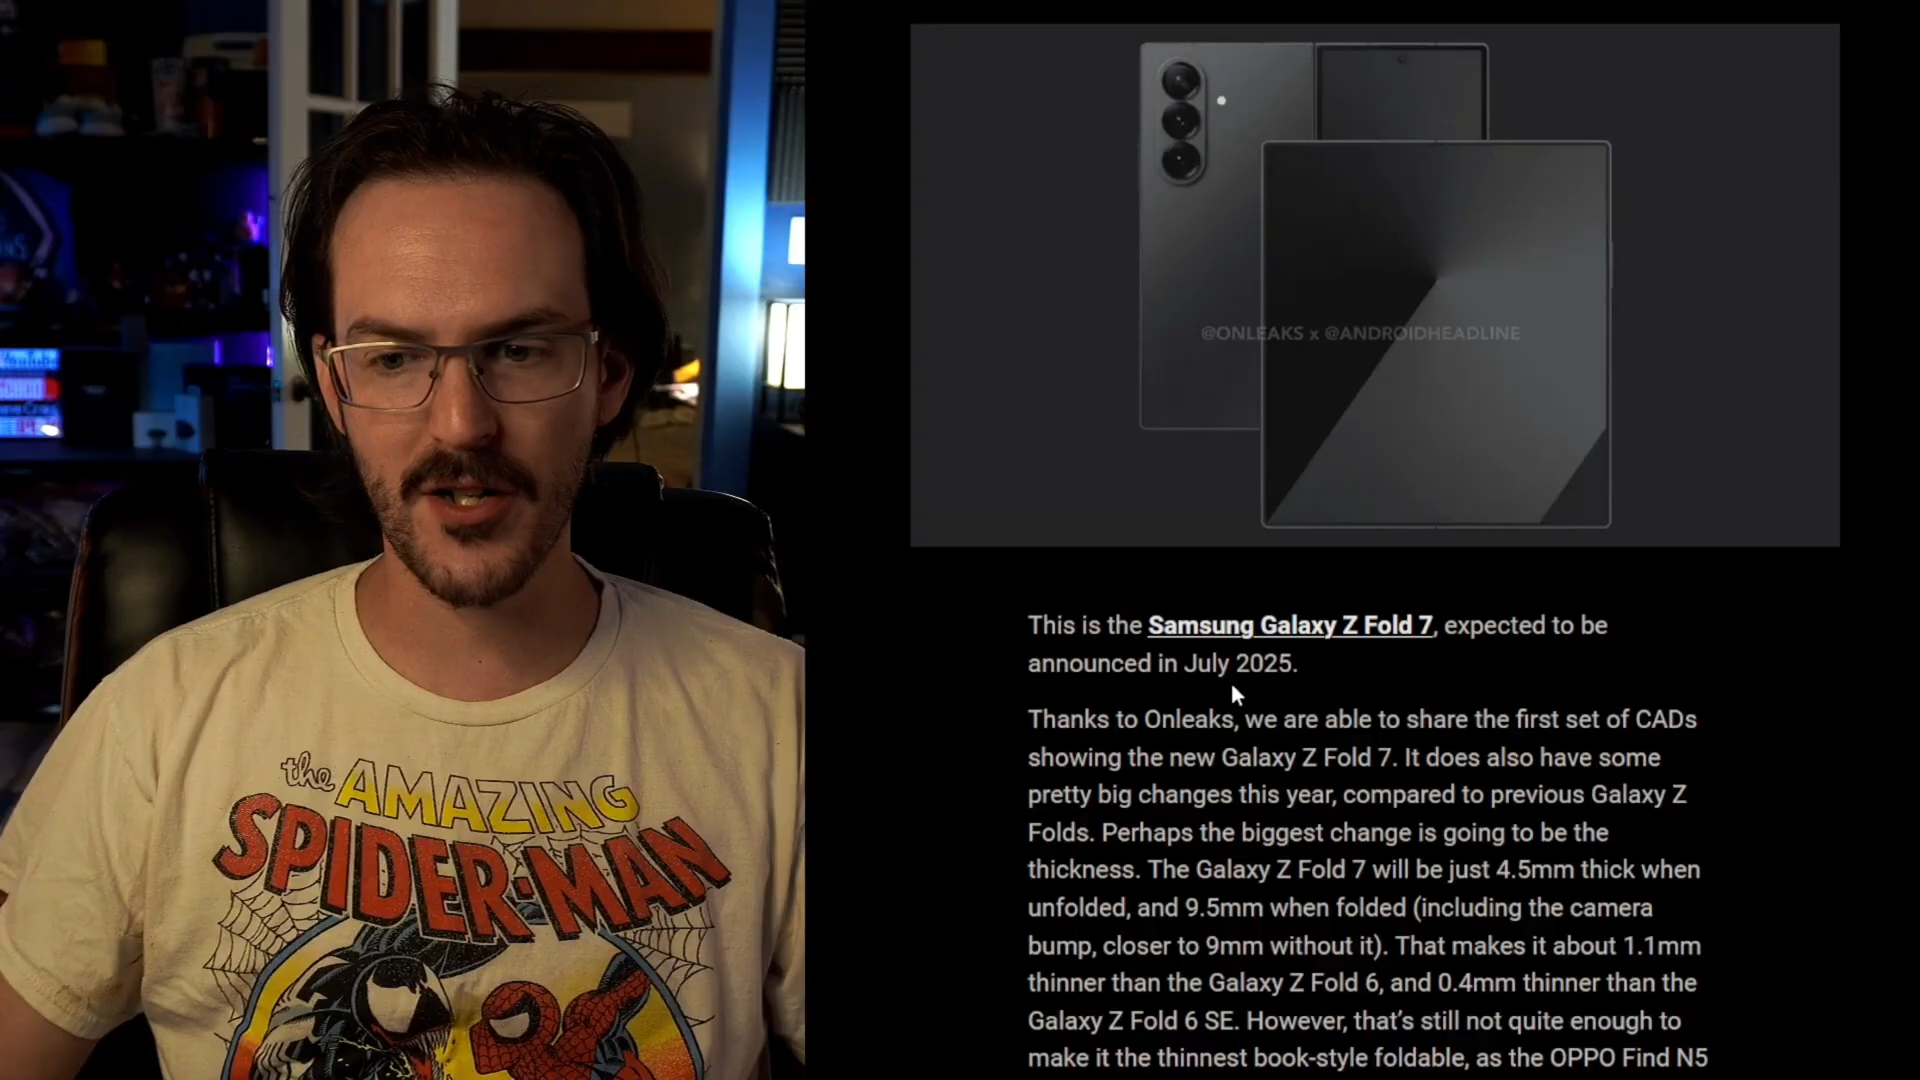 @ONLEAKS x @ANDROIDHEADLINE
This is the Samsung Galaxy Z Fold 7, expected to be
announced in July 2025.
Thanks to Onleaks, we are able to share the first set of CADs
showing the new Galaxy Z Fold 7. It does also have some
pretty big changes this year, compared to previous Galaxy Z
Folds. Perhaps the biggest change is going to be the
thickness. The Galaxy Z Fold 7 will be just 4.5mm thick when
unfolded, and 9.5mm when folded (including the camera
bump, closer to 9mm without it). That makes it about 1.1mm
thinner than the Galaxy Z Fold 6, and 0.4mm thinner than the
Galaxy Z Fold 6 SE. However, that's still not quite enough to
make it the thinnest book-style foldable, as the OPPO Find N5
YouTube
the AMAZING
SPIDER-MAN